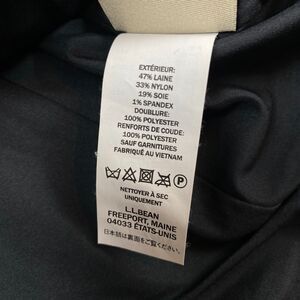 EXTÉRIEUR:
47% LAINE
33% NYLON
19% SOIE
1% SPANDEX
DOUBLURE:
100% POLYESTER
RENFORTS DE COUDE:
100% POLYESTER
SAUF GARNITURES
FABRIQUÉ AU VIETNAM
P
NETTOYER À SEC
UNIQUEMENT
L.L.BEAN
FREEPORT, MAINE
04033 ÉTATS-UNIS
日本語は裏面をご覧ください。